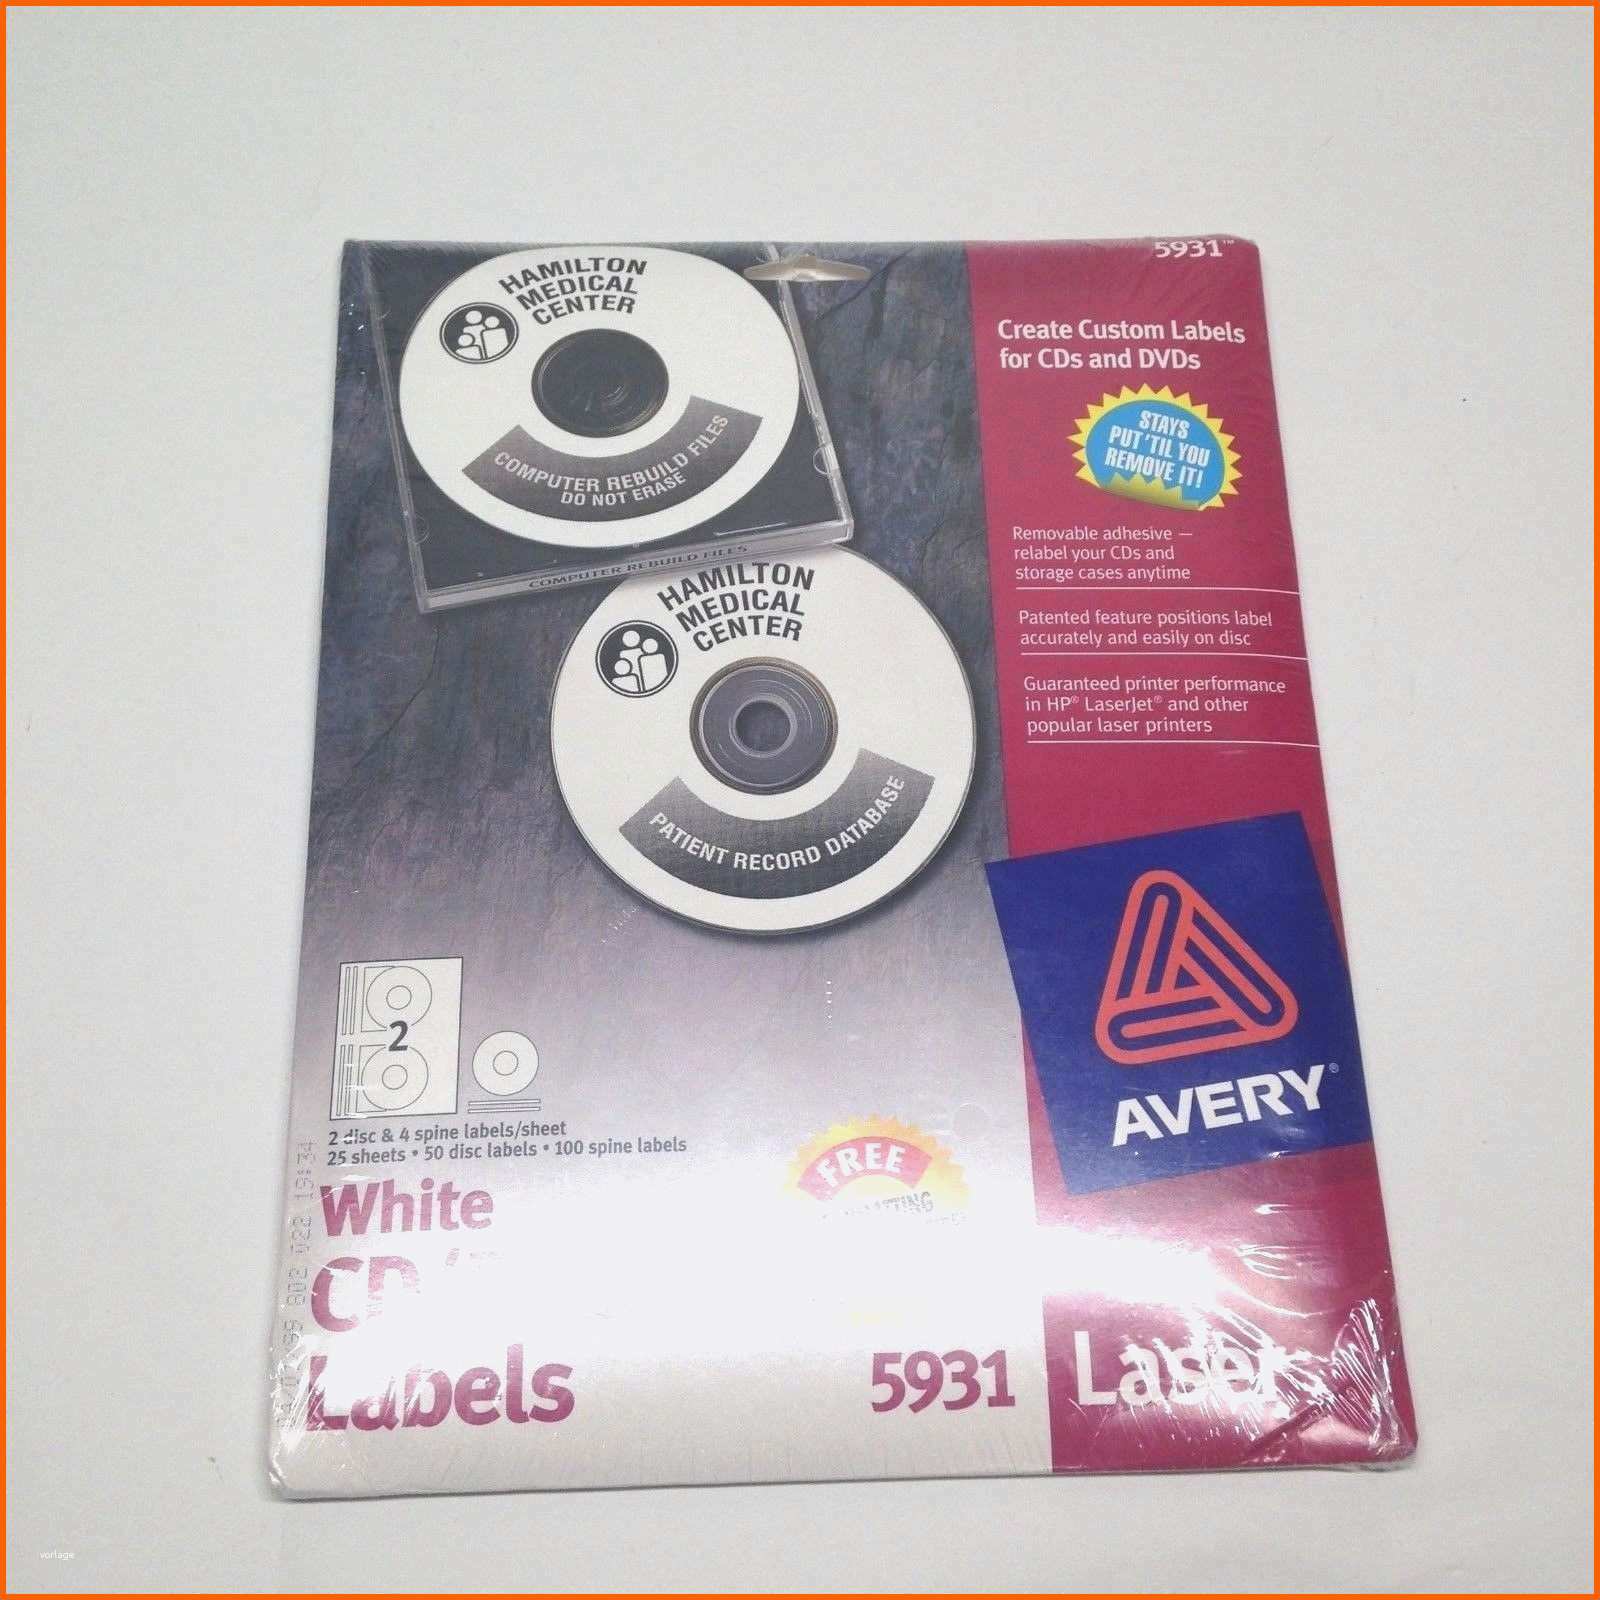 5931™
HAMILTON
MEDICAL
CENTER
COMPUTER REBUILD FILES
DO NOT ERASE
COMPUTER REBUILD FILES
HAMILTON
MEDICAL
CENTER
PATIENT RECORD DATABASE
Create Custom Labels
for CDs and DVDs
STAYS
PUT 'TIL YOU
REMOVE IT!
Removable adhesive —
relabel your CDs and
storage cases anytime
Patented feature positions label
accurately and easily on disc
Guaranteed printer performance
in HP® LaserJet® and other
popular laser printers
AVERY®
2
2 disc & 4 spine labels/sheet
25 sheets • 50 disc labels • 100 spine labels
FREE
White
CD
Labels
5931
Laser
vorlage